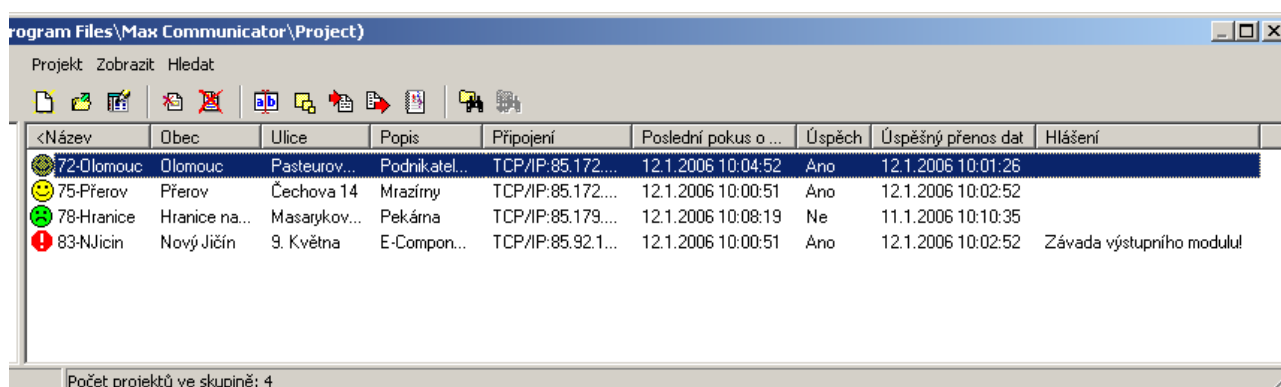 rogram Files\Max Communicator\Project)
Projekt Zobrazit Hledat
<Název Obec Ulice Popis Připojení Poslední pokus o ... Úspěch Úspěšný přenos dat Hlášení
72-Olomouc Olomouc Pasteurov... Podnikatel... TCP/IP:85.172.... 12.1.2006 10:04:52 Ano 12.1.2006 10:01:26
75-Přerov Přerov Čechova 14 Mrazírny TCP/IP:85.172.... 12.1.2006 10:00:51 Ano 12.1.2006 10:02:52
78-Hranice Hranice na... Masarykov... Pekárna TCP/IP:85.179.... 12.1.2006 10:08:19 Ne 11.1.2006 10:10:35
83-NJicin Nový Jičín 9. Května E-Compon... TCP/IP:85.92.1... 12.1.2006 10:00:51 Ano 12.1.2006 10:02:52 Závada výstupního modulu!
Počet projektů ve skupině: 4